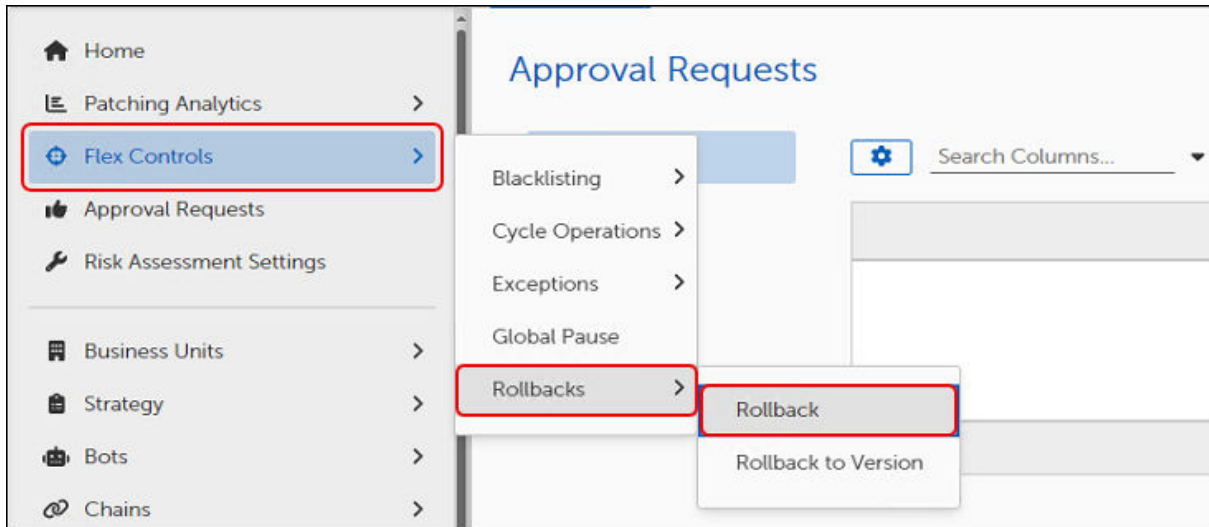 Home
Patching Analytics
Flex Controls
Approval Requests
Risk Assessment Settings
Business Units
Strategy
Bots
Chains
Blacklisting
Cycle Operations
Exceptions
Global Pause
Rollbacks
Rollback
Rollback to Version
Approval Requests
Search Columns...